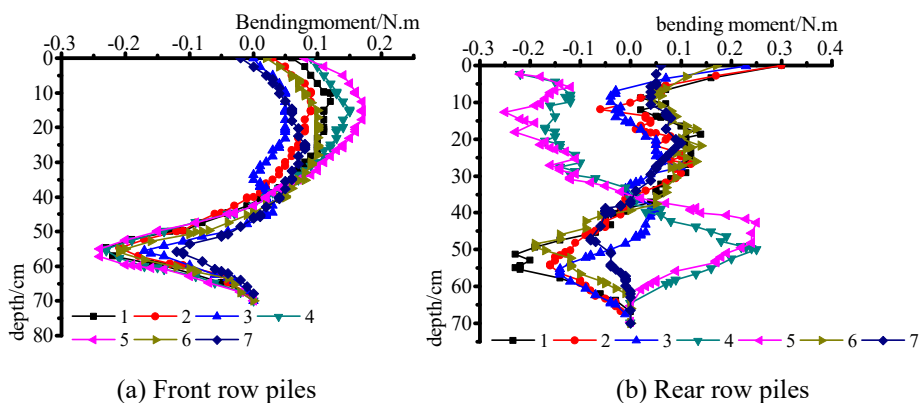 Bendingmoment/N.m
-0.3 -0.2 -0.1 0.0 0.1 0.2
0
10
20
30
40
50
60
70
80
depth/cm
1 2 3 4
5 6 7
(a) Front row piles
bending moment/N.m
-0.3 -0.2 -0.1 0.0 0.1 0.2 0.3 0.4
0
10
20
30
40
50
60
70
depth/cm
1 2 3 4 5 6 7
(b) Rear row piles